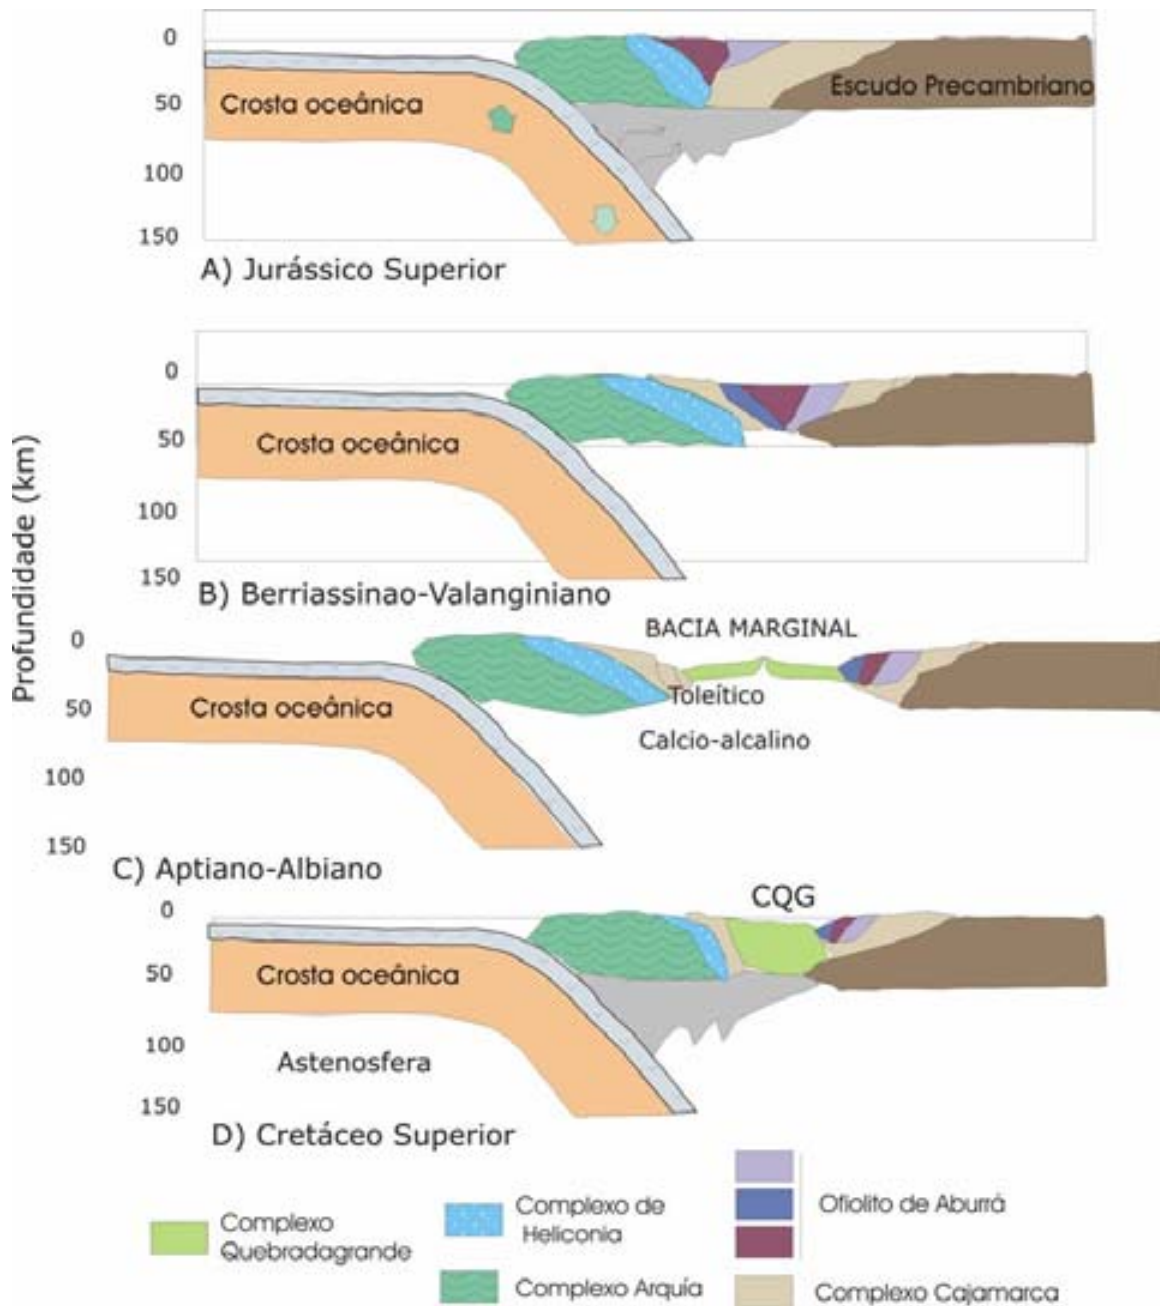 Profundidade (km)
0
50
100
150
Crosta oceânica
Escudo Precambriano
A) Jurássico Superior
0
50
100
150
Crosta oceânica
B) Berriassinao-Valanginiano
0
50
100
150
BACIA MARGINAL
Crosta oceânica
Toleítico
Calcio-alcalino
C) Aptiano-Albiano
0
50
100
150
CQG
Crosta oceânica
Astenosfera
D) Cretáceo Superior
Complexo
Quebradagrande
Complexo de
Heliconia
Complexo Arquía
Ofiolito de Aburrá
Complexo Cajamarca